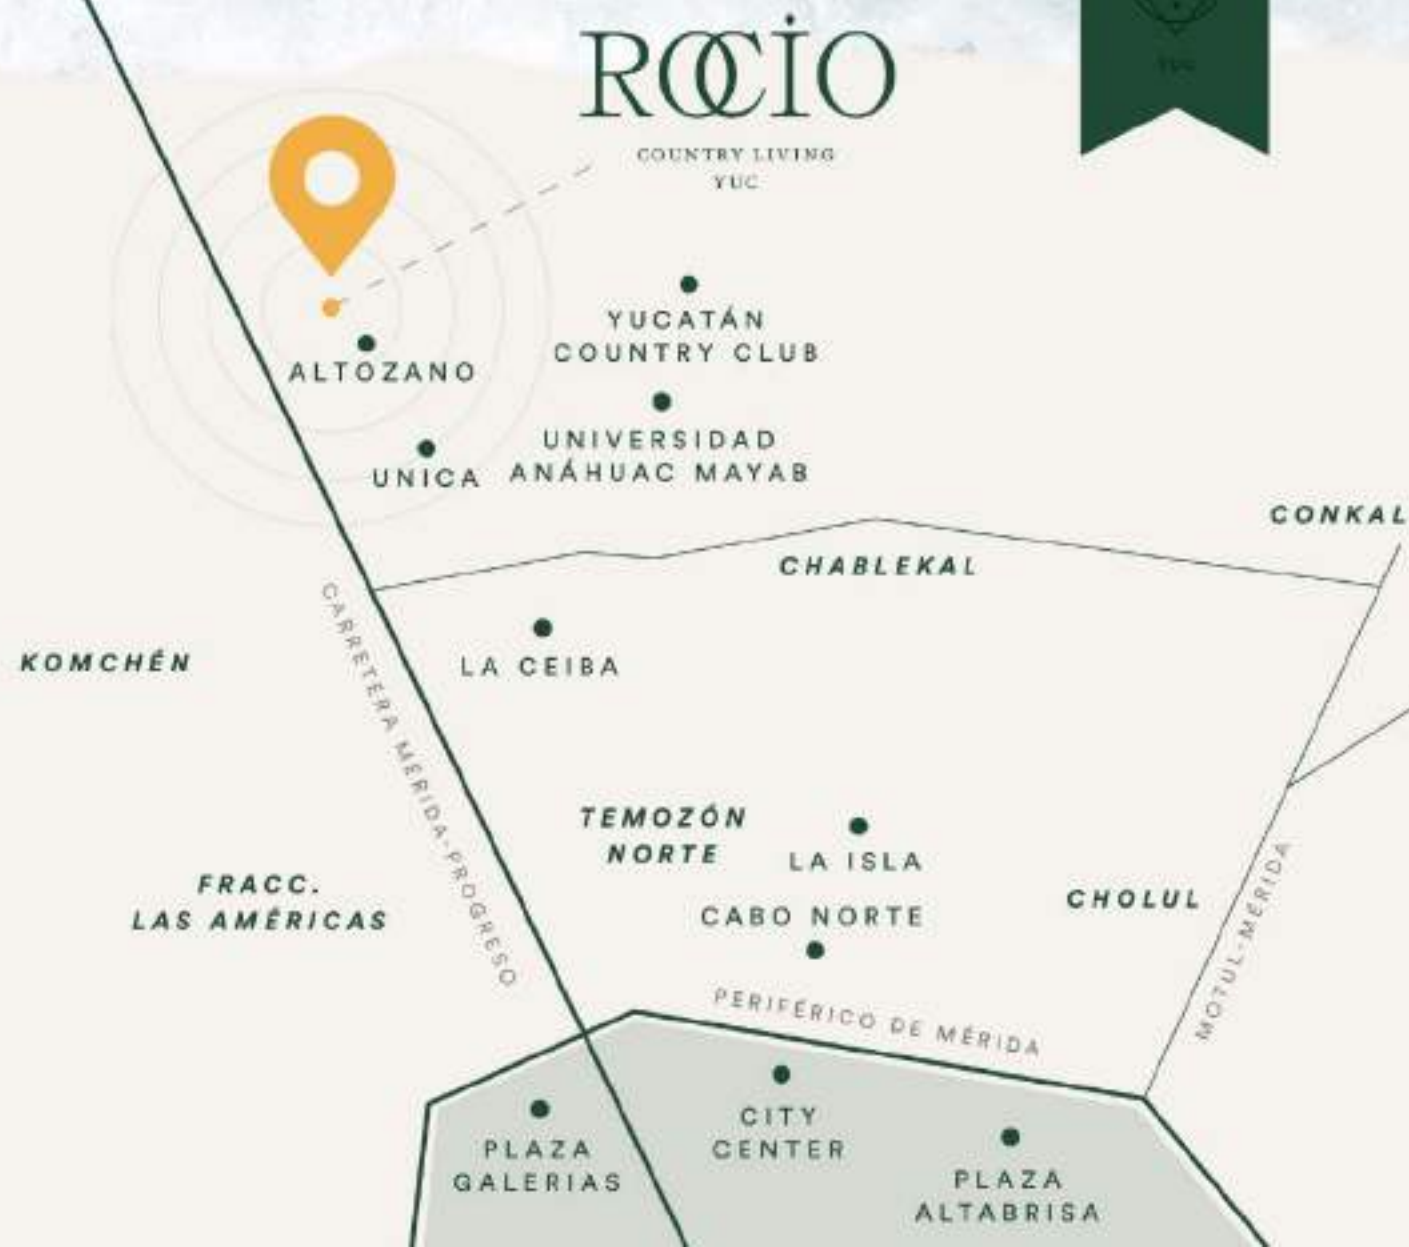 ROCÍO
COUNTRY LIVING
YUC
YUC
YUCATÁN
COUNTRY CLUB
ALTOZANO
UNIVERSIDAD
ANÁHUAC MAYAB
UNICA
CONKAL
CHABLEKAL
CARRETERA MÉRIDA-PROGRESO
LA CEIBA
KOMCHÉN
TEMOZÓN
NORTE
LA ISLA
FRACC.
LAS AMÉRICAS
CABO NORTE
CHOLUL
MOTUL-MÉRIDA
PERIFÉRICO DE MÉRIDA
CITY
CENTER
PLAZA
GALERIAS
PLAZA
ALTABRISA